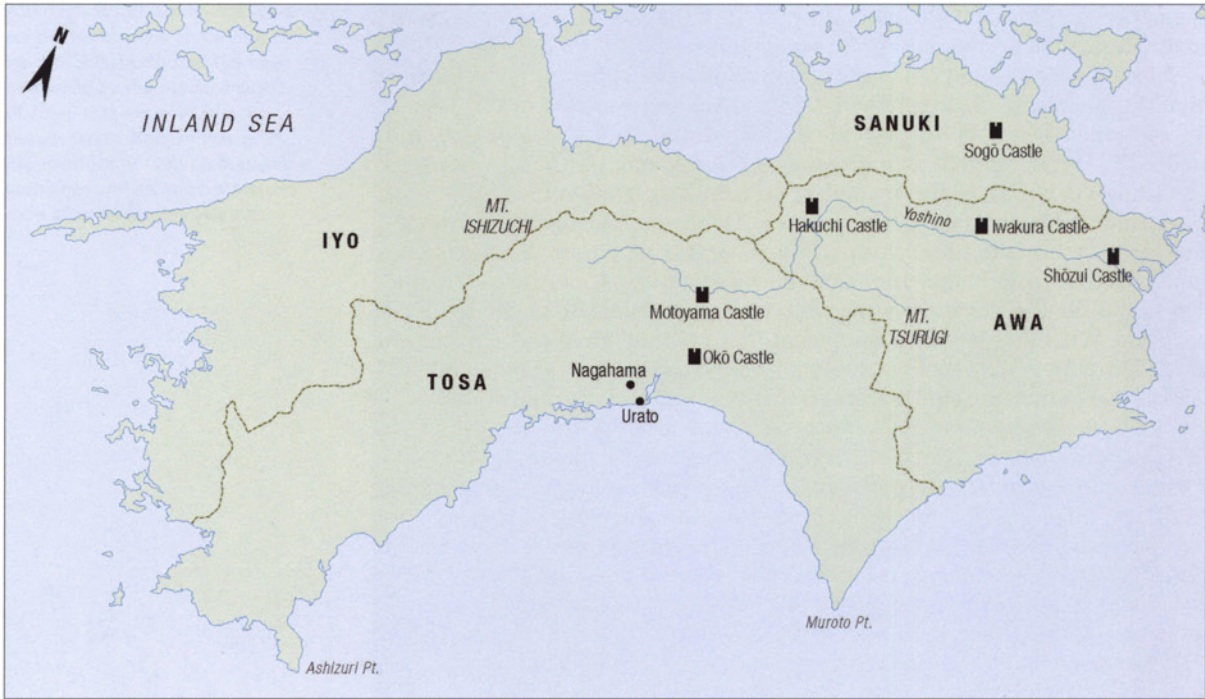 N
INLAND SEA
SANUKI
Sogō Castle
MT.
ISHIZUCHI
Hakuchi Castle
Yoshino
Iwakura Castle
IYO
Shōzui Castle
Motoyama Castle
MT.
TSURUGI
AWA
Okō Castle
TOSA
Nagahama
Urato
Muroto Pt.
Ashizuri Pt.